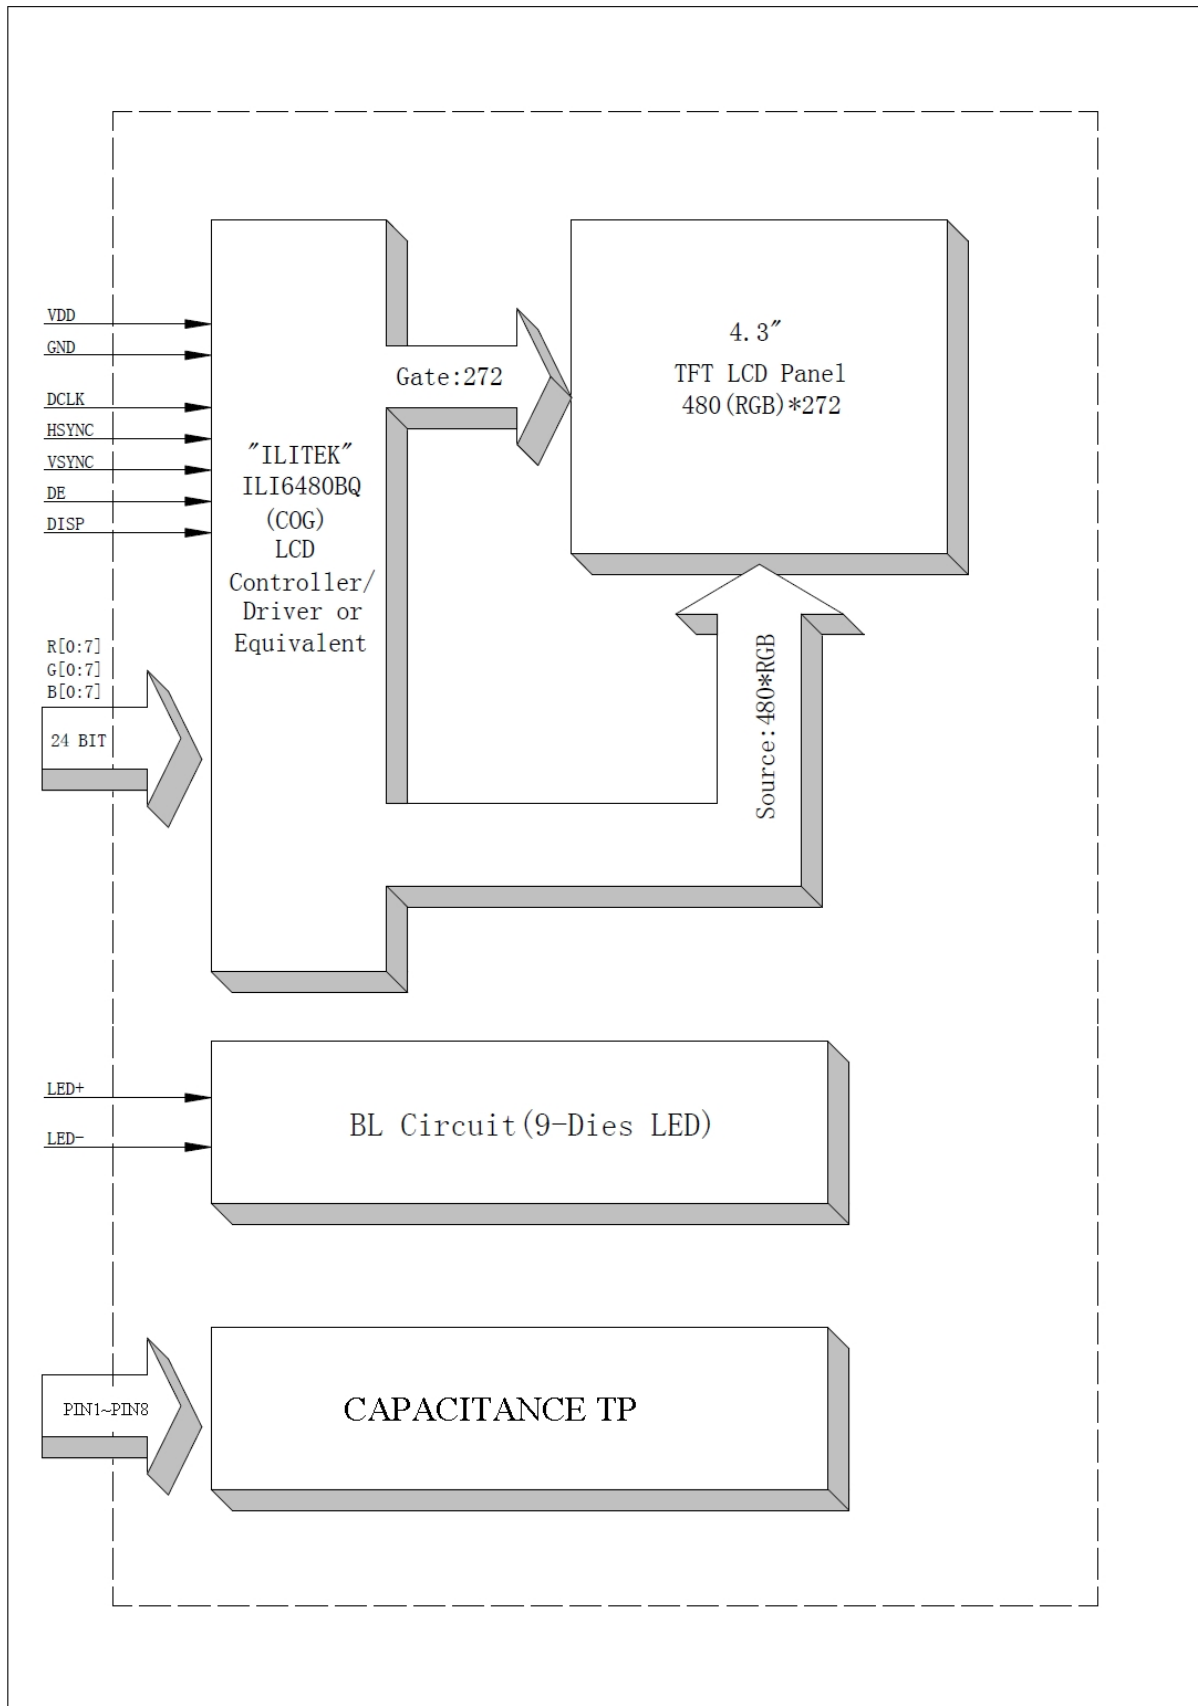 VDD
GND
DCLK
HSYNC
VSYNC
DE
DISP
R[0:7]
G[0:7]
B[0:7]
24 BIT
"ILITEK"
ILI6480BQ
(COG)
LCD
Controller/
Driver or
Equivalent
Gate:272
4.3"
TFT LCD Panel
480(RGB)*272
Source:480*RGB
LED+
LED-
BL Circuit(9-Dies LED)
PIN1~PIN8
CAPACITANCE TP